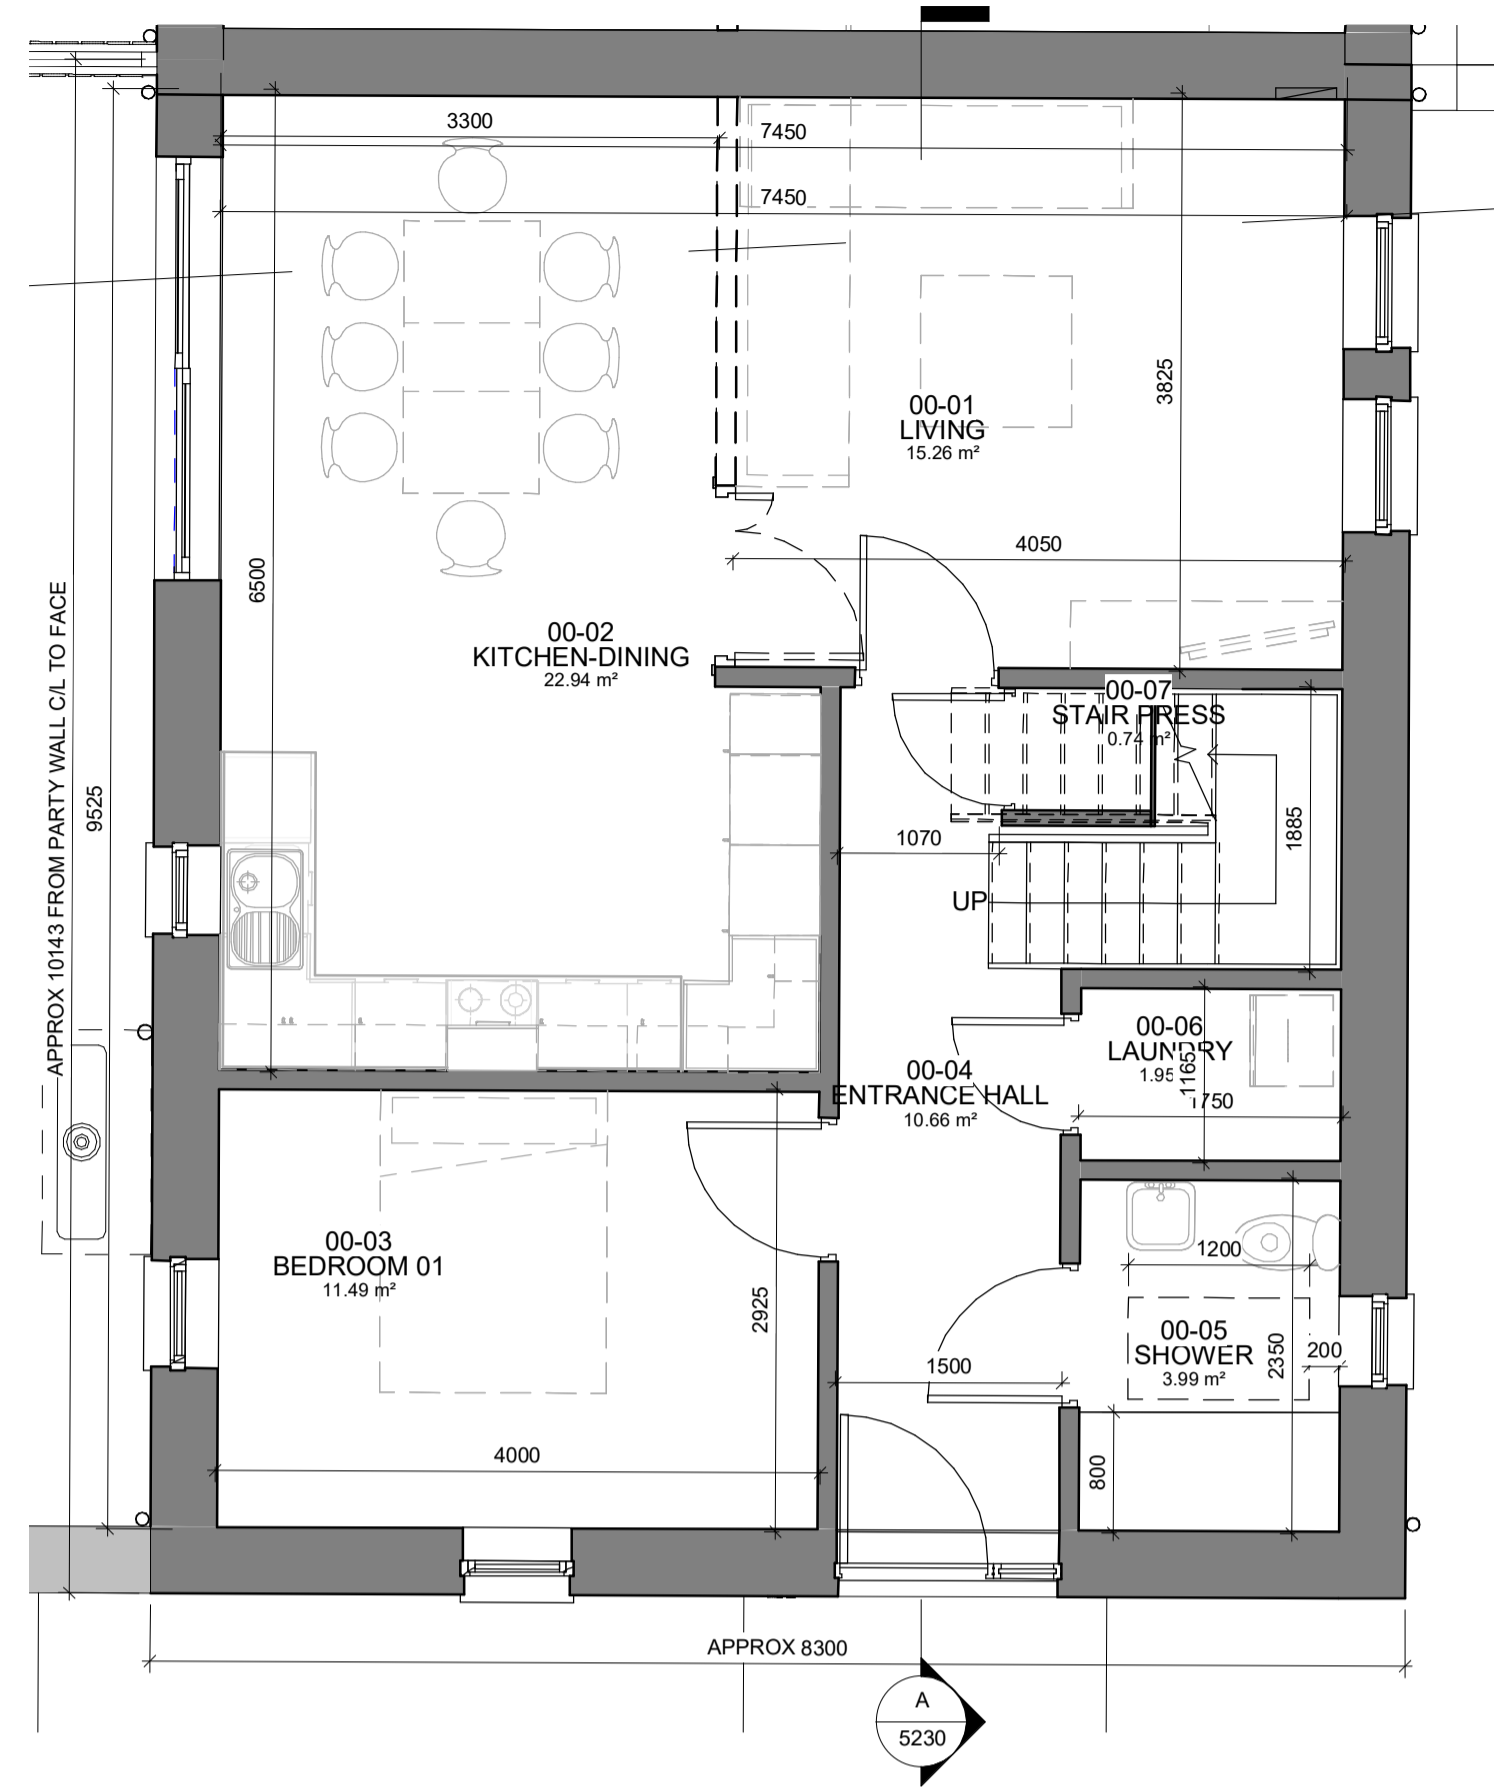 3300
7450
7450
3825
00-01
LIVING
15.26 m²
4050
6500
00-02
KITCHEN-DINING
22.94 m²
APPROX 10143 FROM PARTY WALL C/L TO FACE
9525
00-07
STAIR PRESS
0.74 m²
1070
1885
UP
00-06
LAUNDRY
1.95
1165
1750
00-04
ENTRANCE HALL
10.66 m²
00-03
BEDROOM 01
11.49 m²
2925
1200
00-05
SHOWER
3.99 m²
2350
200
1500
4000
800
APPROX 8300
A
5230